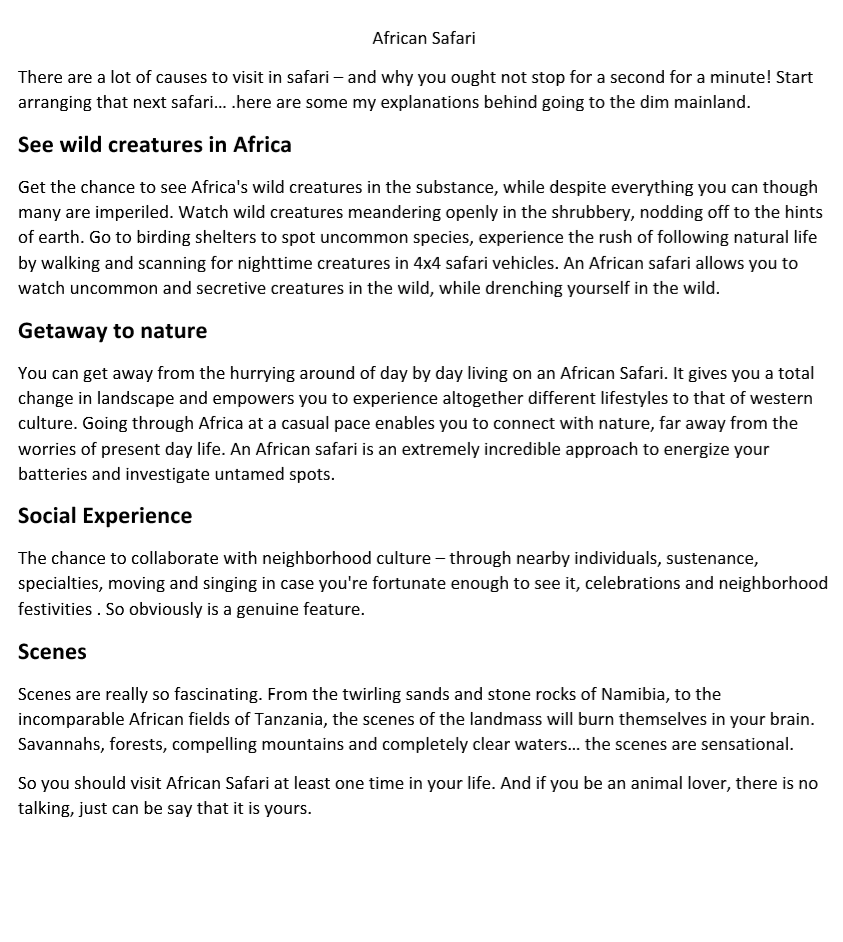 African Safari
There are a lot of causes to visit in safari – and why you ought not stop for a second for a minute! Start
arranging that next safari… .here are some my explanations behind going to the dim mainland.
See wild creatures in Africa
Get the chance to see Africa's wild creatures in the substance, while despite everything you can though
many are imperiled. Watch wild creatures meandering openly in the shrubbery, nodding off to the hints
of earth. Go to birding shelters to spot uncommon species, experience the rush of following natural life
by walking and scanning for nighttime creatures in 4x4 safari vehicles. An African safari allows you to
watch uncommon and secretive creatures in the wild, while drenching yourself in the wild.
Getaway to nature
You can get away from the hurrying around of day by day living on an African Safari. It gives you a total
change in landscape and empowers you to experience altogether different lifestyles to that of western
culture. Going through Africa at a casual pace enables you to connect with nature, far away from the
worries of present day life. An African safari is an extremely incredible approach to energize your
batteries and investigate untamed spots.
Social Experience
The chance to collaborate with neighborhood culture – through nearby individuals, sustenance,
specialties, moving and singing in case you're fortunate enough to see it, celebrations and neighborhood
festivities . So obviously is a genuine feature.
Scenes
Scenes are really so fascinating. From the twirling sands and stone rocks of Namibia, to the
incomparable African fields of Tanzania, the scenes of the landmass will burn themselves in your brain.
Savannahs, forests, compelling mountains and completely clear waters… the scenes are sensational.
So you should visit African Safari at least one time in your life. And if you be an animal lover, there is no
talking, just can be say that it is yours.